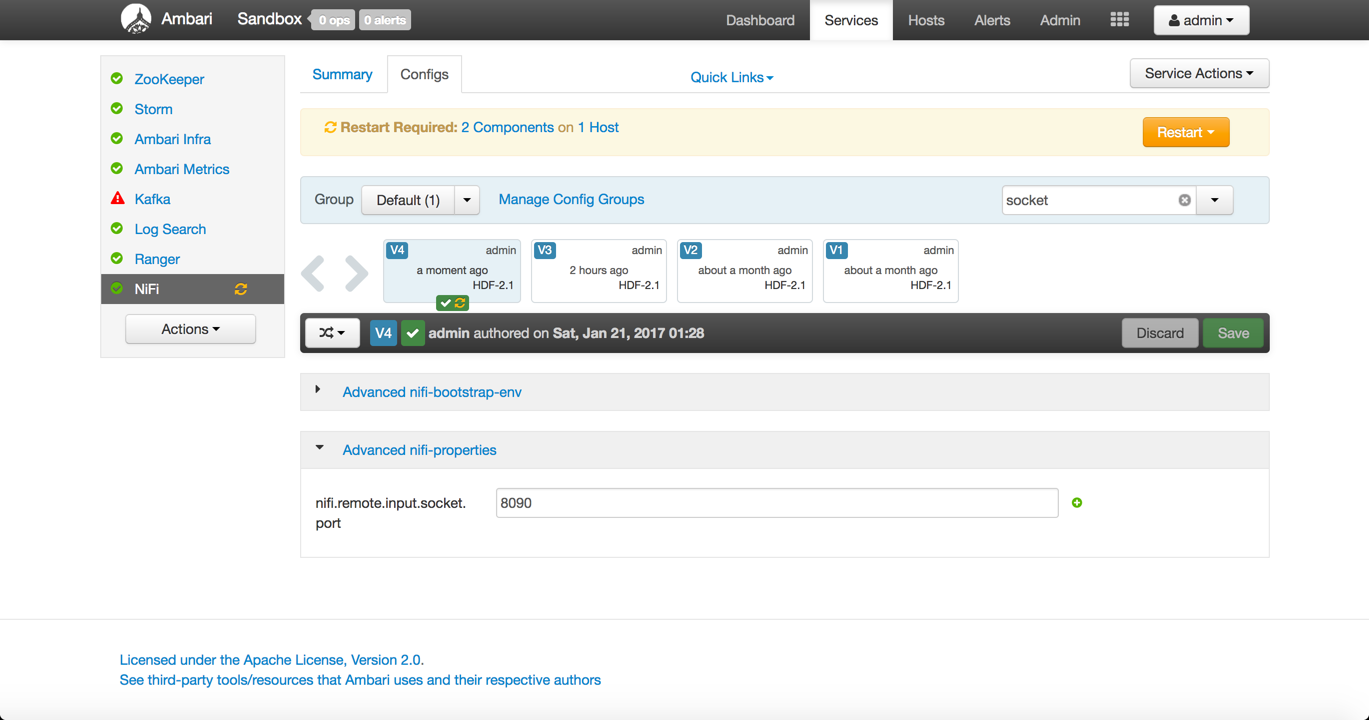 Ambari Sandbox 0 ops 0 alerts Dashboard Services Hosts Alerts Admin admin
ZooKeeper
Storm
Ambari Infra
Ambari Metrics
Kafka
Log Search
Ranger
NiFi
Actions
Summary Configs Quick Links Service Actions
Restart Required: 2 Components on 1 Host Restart
Group Default (1) Manage Config Groups socket
V4 admin
a moment ago
HDF-2.1
V3 admin
2 hours ago
HDF-2.1
V2 admin
about a month ago
HDF-2.1
V1 admin
about a month ago
HDF-2.1
V4 admin authored on Sat, Jan 21, 2017 01:28 Discard Save
Advanced nifi-bootstrap-env
Advanced nifi-properties
nifi.remote.input.socket. 8090
port
Licensed under the Apache License, Version 2.0.
See third-party tools/resources that Ambari uses and their respective authors